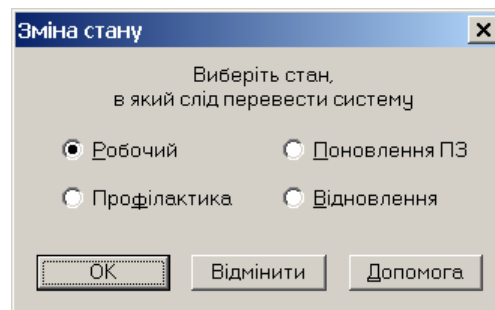 Зміна стану
Виберіть стан,
в який слід перевести систему
Робочий
Поновлення ПЗ
Профілактика
Відновлення
OK
Відмінити
Допомога